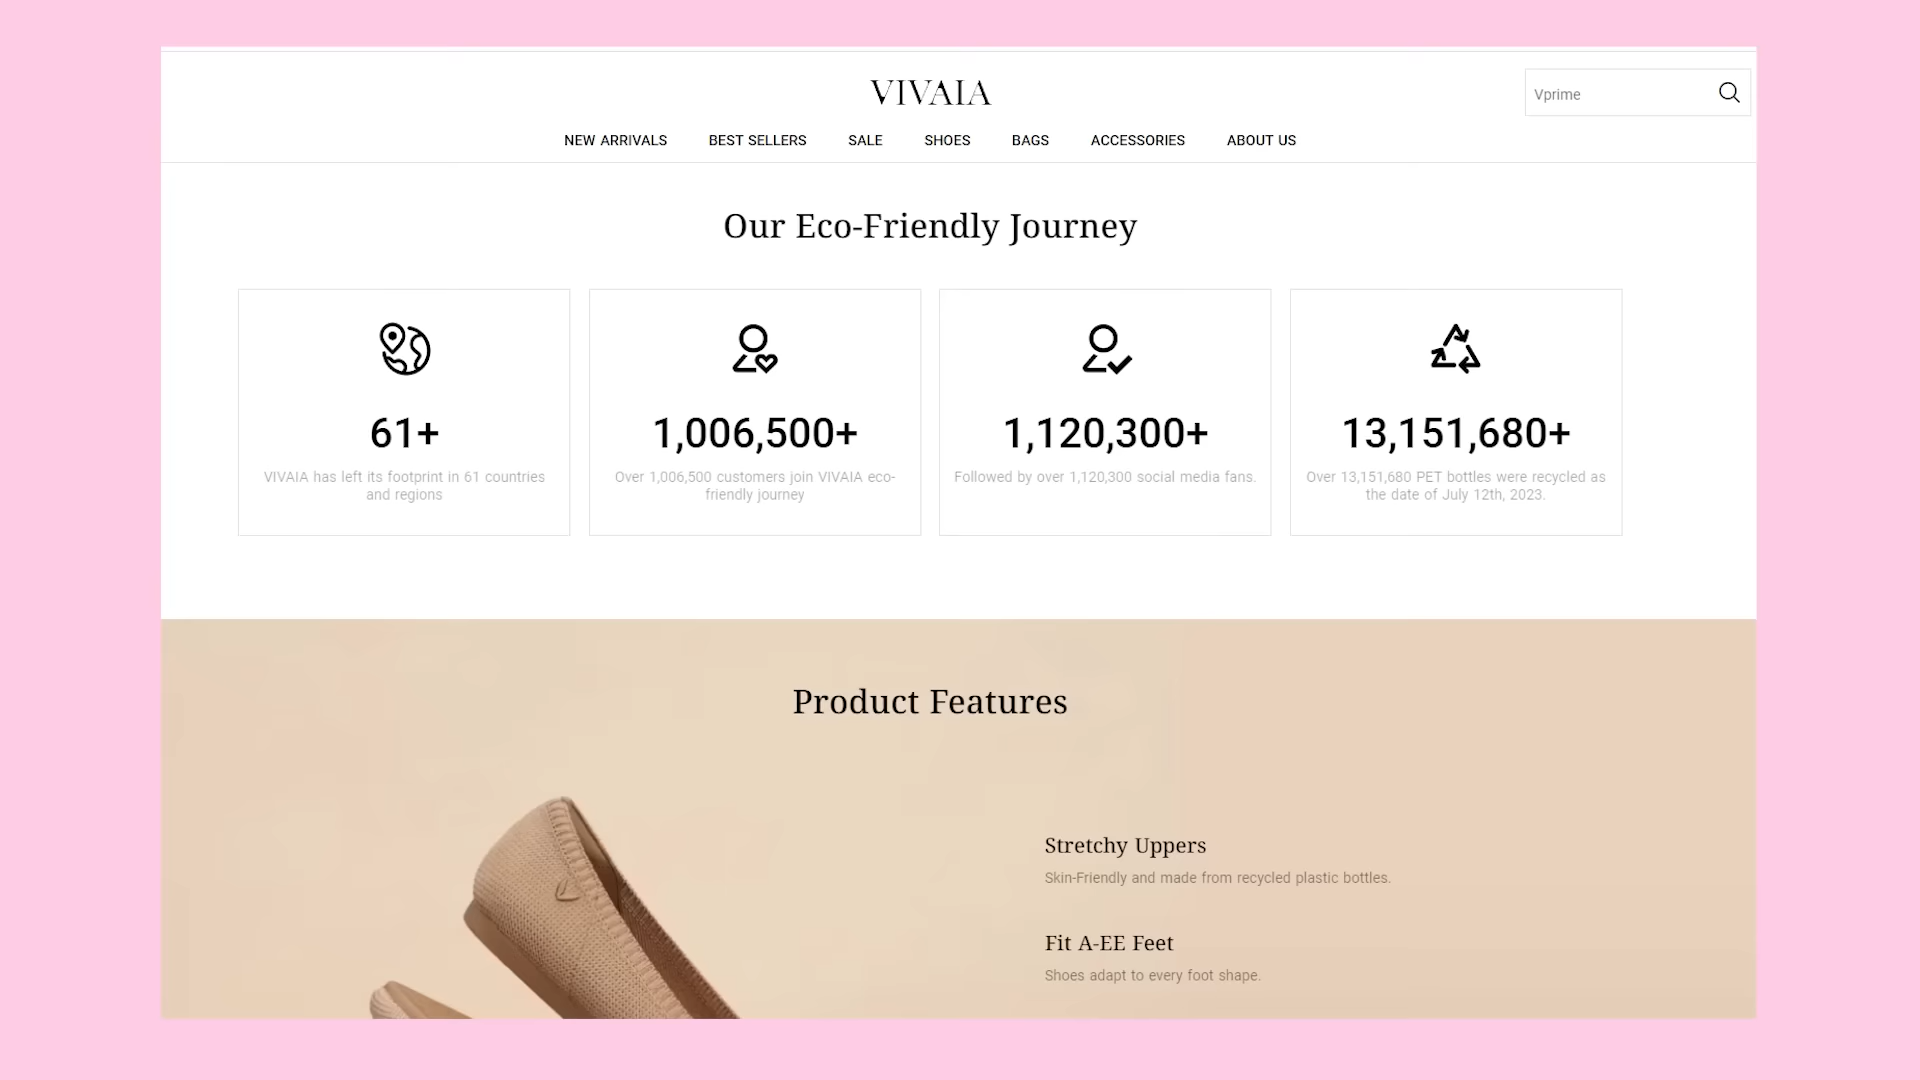 VIVAIA
Vprime
NEW ARRIVALS BEST SELLERS SALE SHOES BAGS ACCESSORIES ABOUT US
Our Eco-Friendly Journey
61+
VIVAIA has left its footprint in 61 countries
and regions
1,006,500+
Over 1,006,500 customers join VIVAIA eco-
friendly journey
1,120,300+
Followed by over 1,120,300 social media fans.
13,151,680+
Over 13,151,680 PET bottles were recycled as
the date of July 12th, 2023.
Product Features
Stretchy Uppers
Skin-Friendly and made from recycled plastic bottles.
Fit A-EE Feet
Shoes adapt to every foot shape.